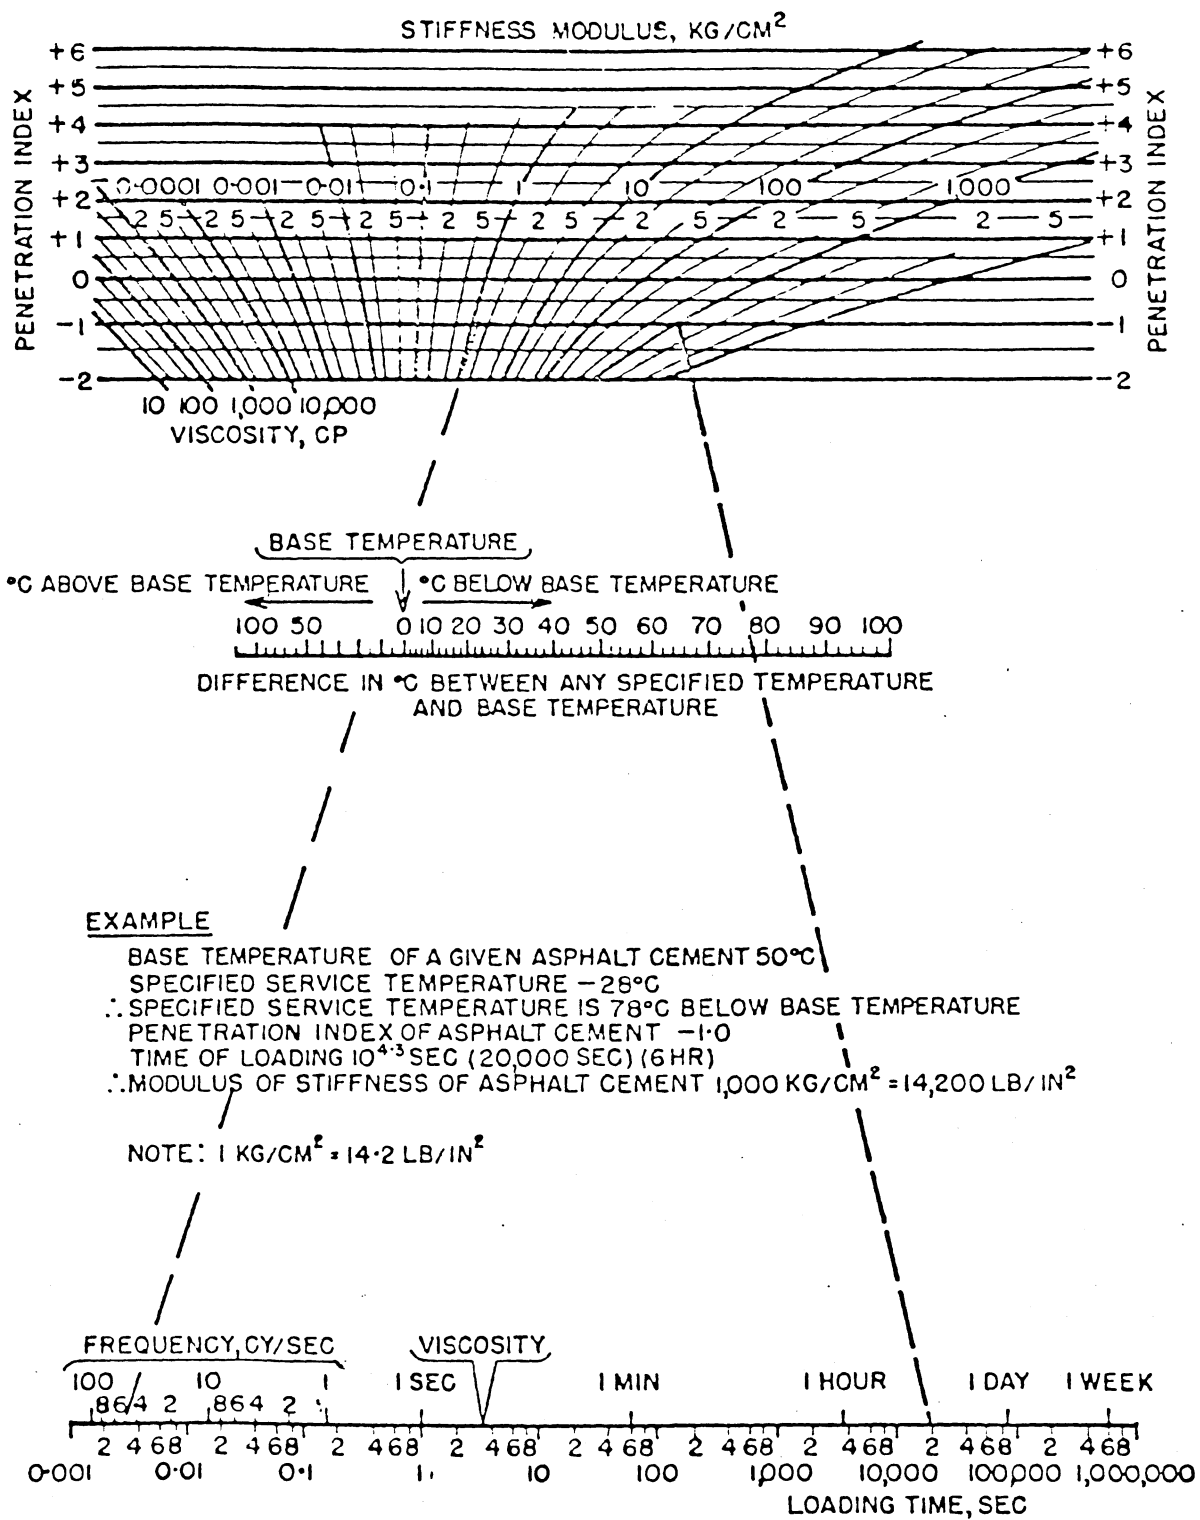 STIFFNESS MODULUS, KG/CM²
+6 +6
+5 +5
+4 +4
+3 +3
0·0001 0·001 0·01 0·1 1 10 100 1,000
+2 +2
2 5 2 5 2 5 2 5 2 5 2 5 2 5 2 5 2 5
+1 +1
0 0
-1 -1
-2 -2
PENETRATION INDEX
PENETRATION INDEX
10 100 1,000 10,000
VISCOSITY, CP
BASE TEMPERATURE
°C ABOVE BASE TEMPERATURE °C BELOW BASE TEMPERATURE
100 50 0 10 20 30 40 50 60 70 80 90 100
DIFFERENCE IN °C BETWEEN ANY SPECIFIED TEMPERATURE
AND BASE TEMPERATURE
EXAMPLE
BASE TEMPERATURE OF A GIVEN ASPHALT CEMENT 50°C
SPECIFIED SERVICE TEMPERATURE -28°C
∴ SPECIFIED SERVICE TEMPERATURE IS 78°C BELOW BASE TEMPERATURE
PENETRATION INDEX OF ASPHALT CEMENT -1·0
TIME OF LOADING 10⁴·³ SEC (20,000 SEC) (6 HR)
∴ MODULUS OF STIFFNESS OF ASPHALT CEMENT 1,000 KG/CM² = 14,200 LB/IN²
NOTE: 1 KG/CM² = 14·2 LB/IN²
FREQUENCY, CY/SEC VISCOSITY
100 10 1 1 SEC 1 MIN 1 HOUR 1 DAY 1 WEEK
8 6 4 2 8 6 4 2
2 4 6 8 2 4 6 8 2 4 6 8 2 4 6 8 2 4 6 8 2 4 6 8 2 4 6 8 2 4 6 8 2 4 6 8
0·001 0·01 0·1 1 10 100 1,000 10,000 100,000 1,000,000
LOADING TIME, SEC